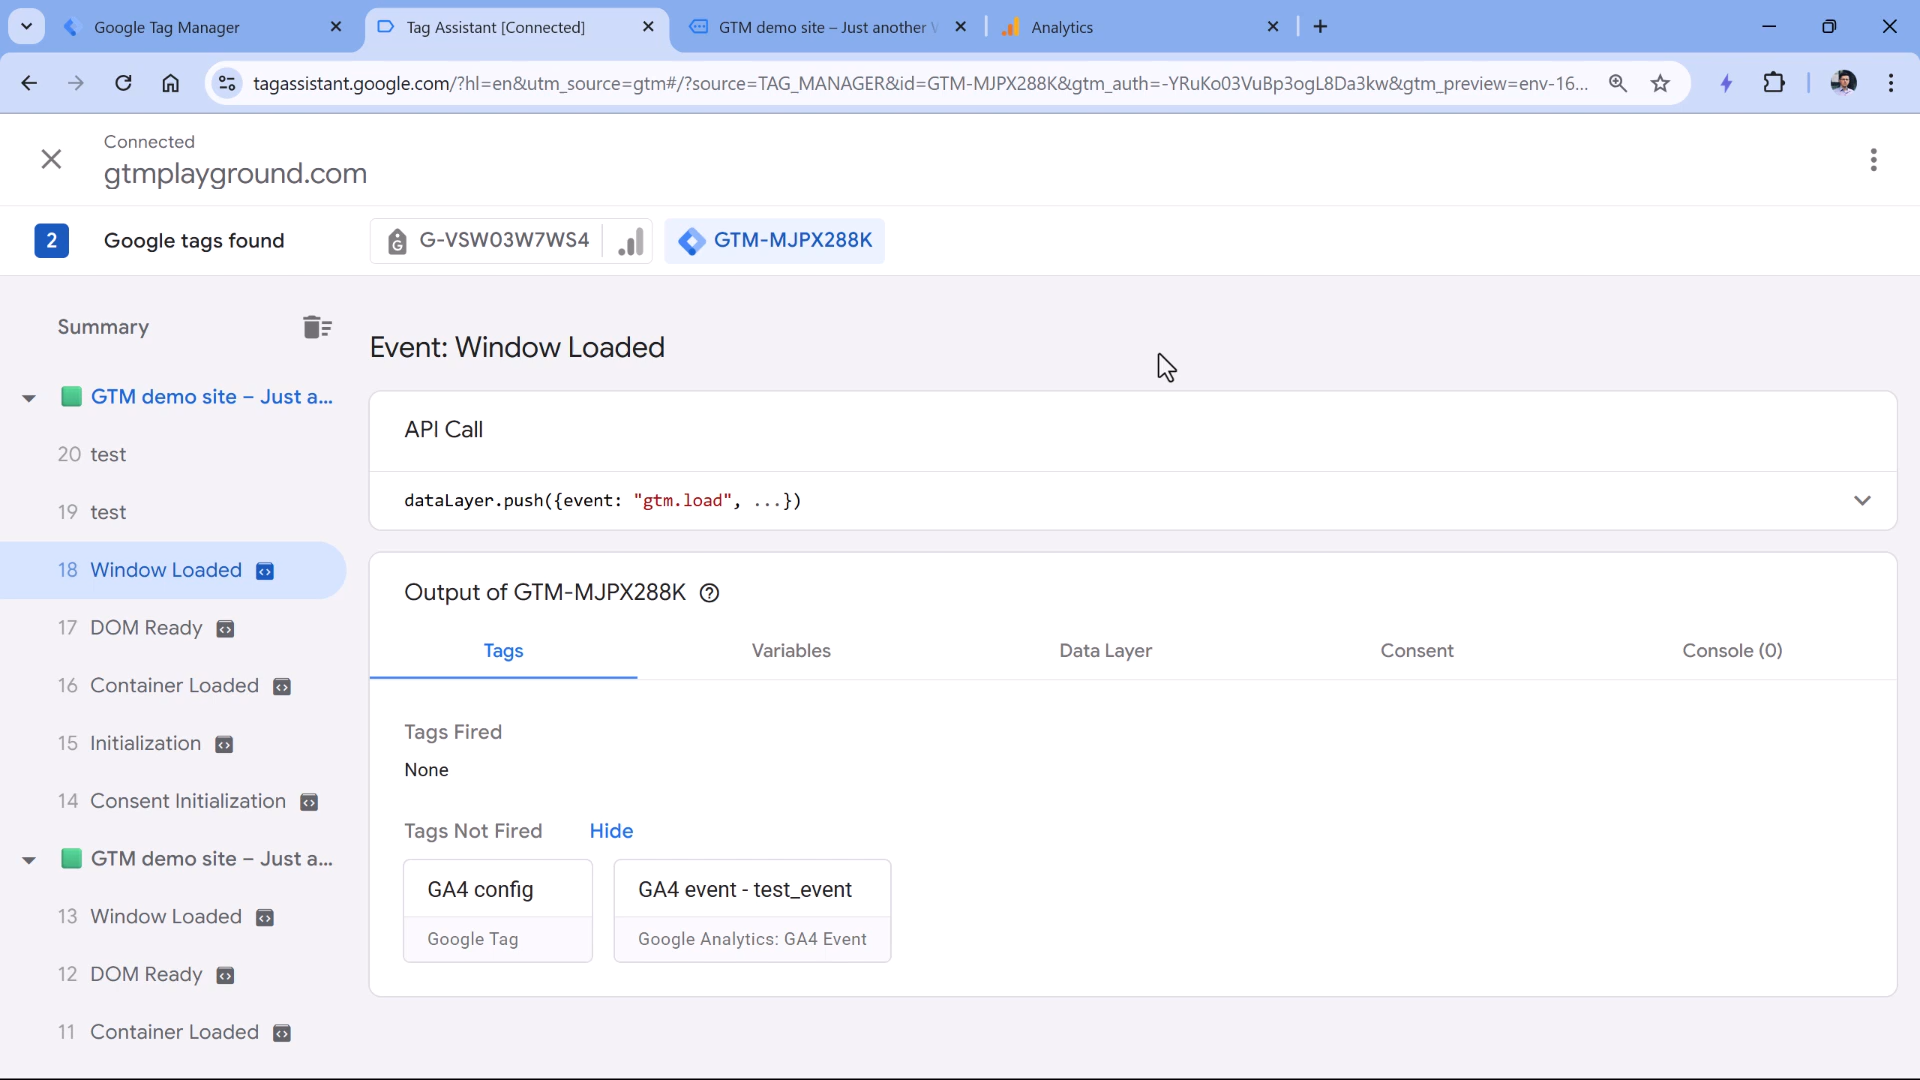 Google Tag Manager
Tag Assistant [Connected]
GTM demo site – Just another
Analytics
tagassistant.google.com/?hl=en&utm_source=gtm#/?source=TAG_MANAGER&id=GTM-MJPX288K&gtm_auth=-YRuKo03VuBp3ogL8Da3kw&gtm_preview=env-16...
Connected
gtmplayground.com
2 Google tags found
G-VSW03W7WS4
GTM-MJPX288K
Summary
GTM demo site – Just a...
20 test
19 test
18 Window Loaded
17 DOM Ready
16 Container Loaded
15 Initialization
14 Consent Initialization
GTM demo site – Just a...
13 Window Loaded
12 DOM Ready
11 Container Loaded
Event: Window Loaded
API Call
dataLayer.push({event: "gtm.load", ...})
Output of GTM-MJPX288K
Tags
Variables
Data Layer
Consent
Console (0)
Tags Fired
None
Tags Not Fired
Hide
GA4 config
Google Tag
GA4 event - test_event
Google Analytics: GA4 Event